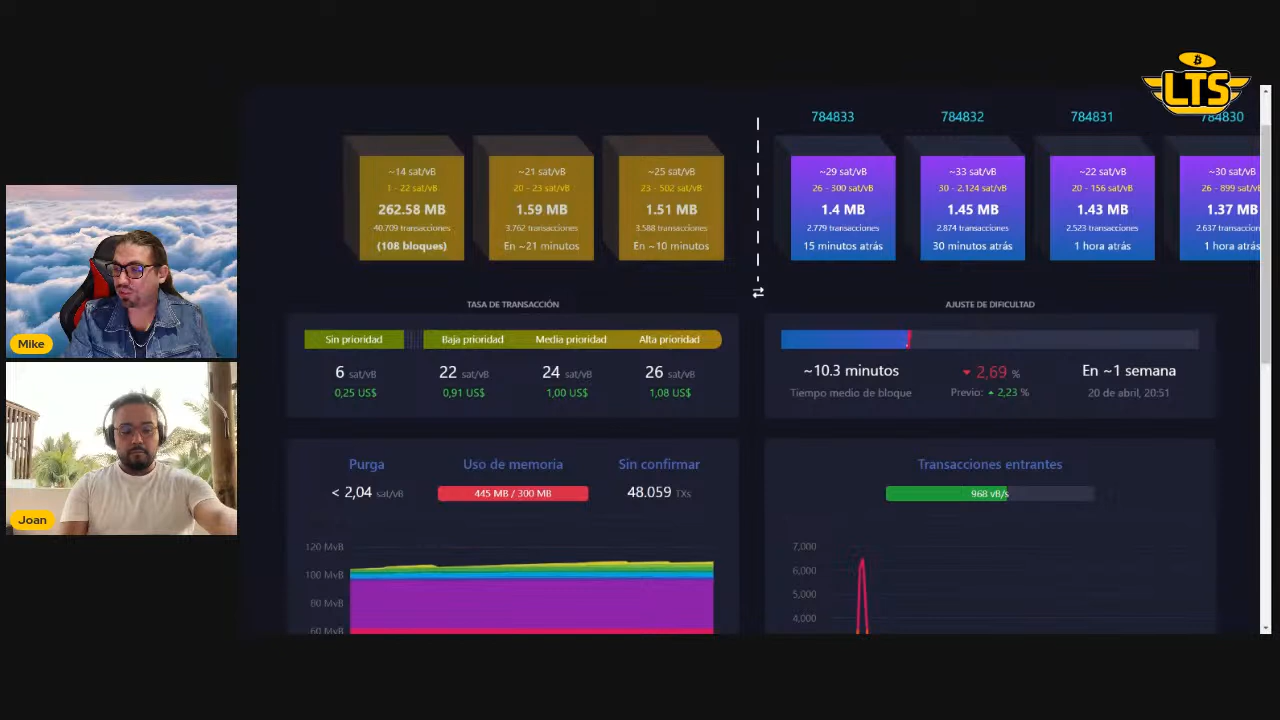 LTS
784833
784832
784831
784830
~14 sat/vB
1 - 22 sat/vB
262.58 MB
40.709 transacciones
(108 bloques)
~21 sat/vB
20 - 23 sat/vB
1.59 MB
3.762 transacciones
En ~21 minutos
~25 sat/vB
23 - 502 sat/vB
1.51 MB
3.588 transacciones
En ~10 minutos
~29 sat/vB
26 - 300 sat/vB
1.4 MB
2.779 transacciones
15 minutos atrás
~33 sat/vB
30 - 2.124 sat/vB
1.45 MB
2.874 transacciones
30 minutos atrás
~22 sat/vB
20 - 156 sat/vB
1.43 MB
2.523 transacciones
1 hora atrás
~30 sat/vB
26 - 899 sat/vB
1.37 MB
2.637 transaccion
1 hora atrás
TASA DE TRANSACCIÓN
Sin prioridad
Baja prioridad
Media prioridad
Alta prioridad
6 sat/vB
22 sat/vB
24 sat/vB
26 sat/vB
0,25 US$
0,91 US$
1,00 US$
1,08 US$
AJUSTE DE DIFICULTAD
~10.3 minutos
2,69 %
En ~1 semana
Tiempo medio de bloque
Previo: 2,23 %
20 de abril, 20:51
Purga
Uso de memoria
Sin confirmar
< 2,04 sat/vB
445 MB / 300 MB
48.059 TXs
120 MvB
100 MvB
80 MvB
60 MvB
Transacciones entrantes
968 vB/s
7,000
6,000
5,000
4,000
Mike
Joan